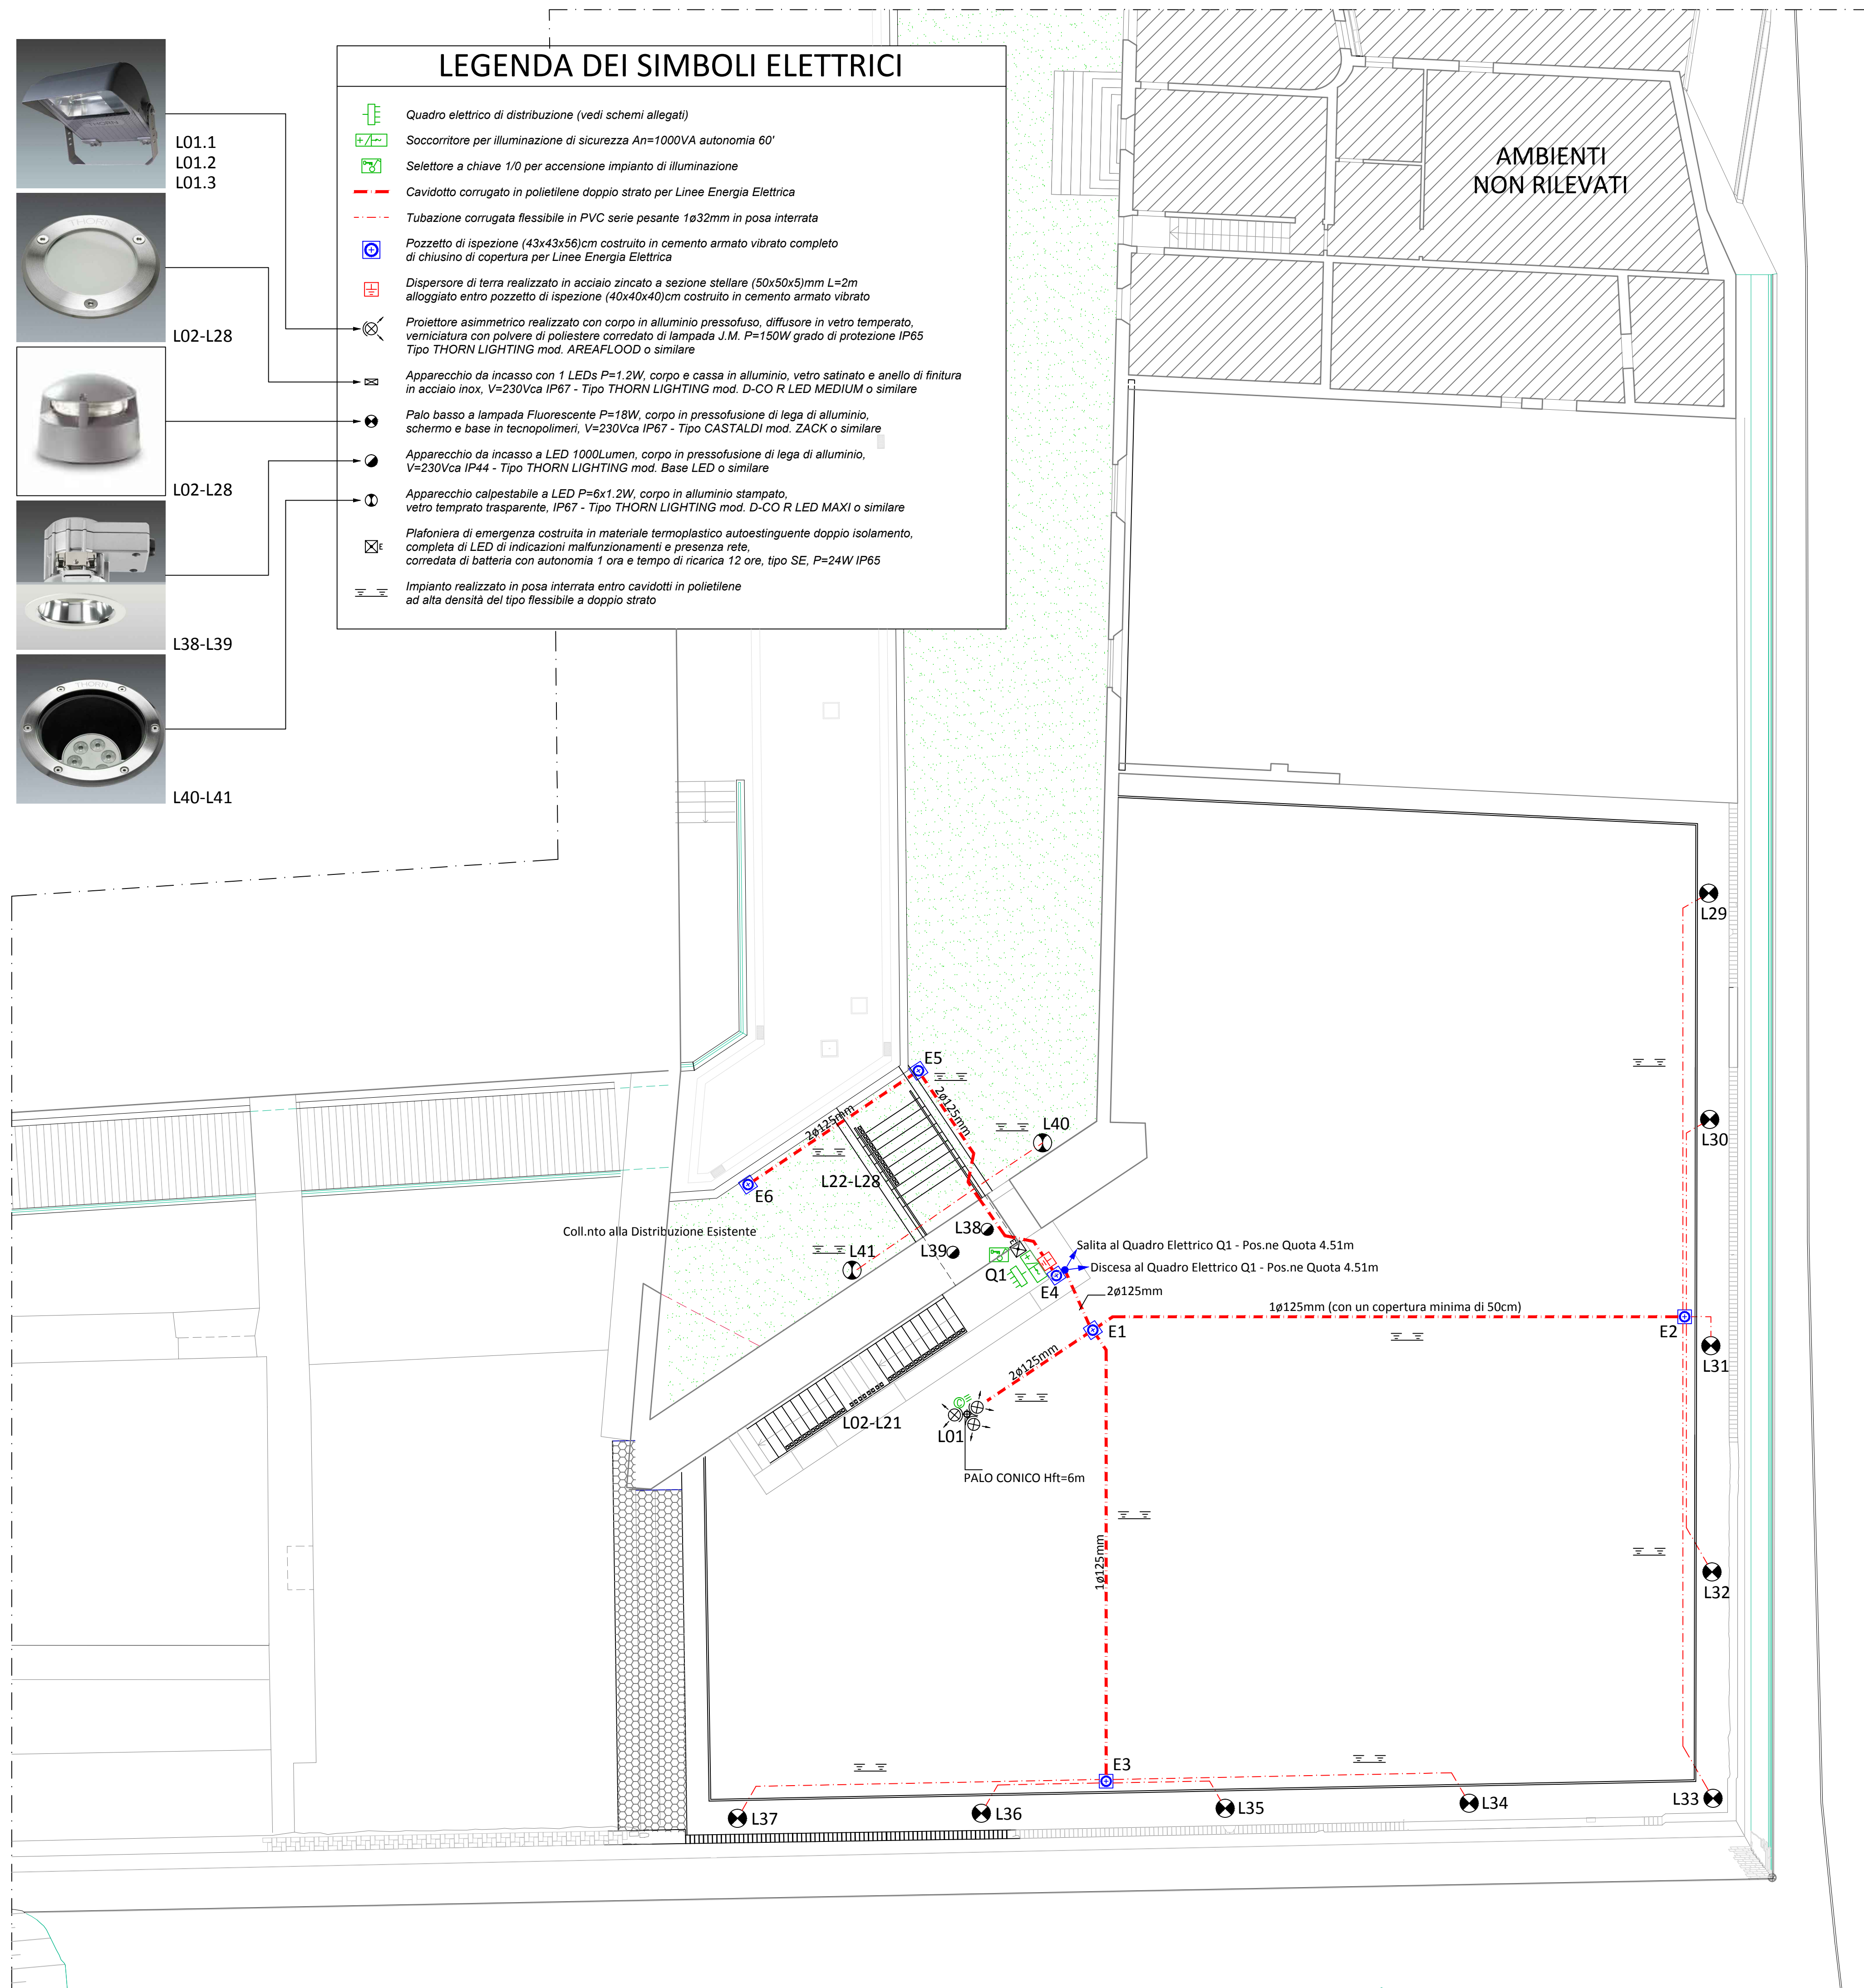 LEGENDA DEI SIMBOLI ELETTRICI
Quadro elettrico di distribuzione (vedi schemi allegati)
Soccorritore per illuminazione di sicurezza An=1000VA autonomia 60'
Selettore a chiave 1/0 per accensione impianto di illuminazione
Cavidotto corrugato in polietilene doppio strato per Linee Energia Elettrica
Tubazione corrugata flessibile in PVC serie pesante 1ø32mm in posa interrata
Pozzetto di ispezione (43x43x56)cm costruito in cemento armato vibrato completo
di chiusino di copertura per Linee Energia Elettrica
Dispersore di terra realizzato in acciaio zincato a sezione stellare (50x50x5)mm L=2m
alloggiato entro pozzetto di ispezione (40x40x40)cm costruito in cemento armato vibrato
Proiettore asimmetrico realizzato con corpo in alluminio pressofuso, diffusore in vetro temperato,
verniciatura con polvere di poliestere corredato di lampada J.M. P=150W grado di protezione IP65
Tipo THORN LIGHTING mod. AREAFLOOD o similare
Apparecchio da incasso con 1 LEDs P=1.2W, corpo e cassa in alluminio, vetro satinato e anello di finitura
in acciaio inox, V=230Vca IP67 - Tipo THORN LIGHTING mod. D-CO R LED MEDIUM o similare
Palo basso a lampada Fluorescente P=18W, corpo in pressofusione di lega di alluminio,
schermo e base in tecnopolimeri, V=230Vca IP67 - Tipo CASTALDI mod. ZACK o similare
Apparecchio da incasso a LED 1000Lumen, corpo in pressofusione di lega di alluminio,
V=230Vca IP44 - Tipo THORN LIGHTING mod. Base LED o similare
Apparecchio calpestabile a LED P=6x1.2W, corpo in alluminio stampato,
vetro temprato trasparente, IP67 - Tipo THORN LIGHTING mod. D-CO R LED MAXI o similare
E
Plafoniera di emergenza costruita in materiale termoplastico autoestinguente doppio isolamento,
completa di LED di indicazioni malfunzionamenti e presenza rete,
corredata di batteria con autonomia 1 ora e tempo di ricarica 12 ore, tipo SE, P=24W IP65
Impianto realizzato in posa interrata entro cavidotti in polietilene
ad alta densità del tipo flessibile a doppio strato
L01.1
L01.2
L01.3
THORN
L02-L28
L02-L28
L38-L39
THORN
L40-L41
AMBIENTI
NON RILEVATI
L29
L30
E5
2ø125mm
2ø125mm
L40
L22-L28
E6
Coll.nto alla Distribuzione Esistente
L38
L39
L41
E
Q1
E4
Salita al Quadro Elettrico Q1 - Pos.ne Quota 4.51m
Discesa al Quadro Elettrico Q1 - Pos.ne Quota 4.51m
2ø125mm
1ø125mm (con un copertura minima di 50cm)
E1
E2
L31
2ø125mm
L02-L21
L01
PALO CONICO Hft=6m
1ø125mm
L32
E3
L37
L36
L35
L34
L33